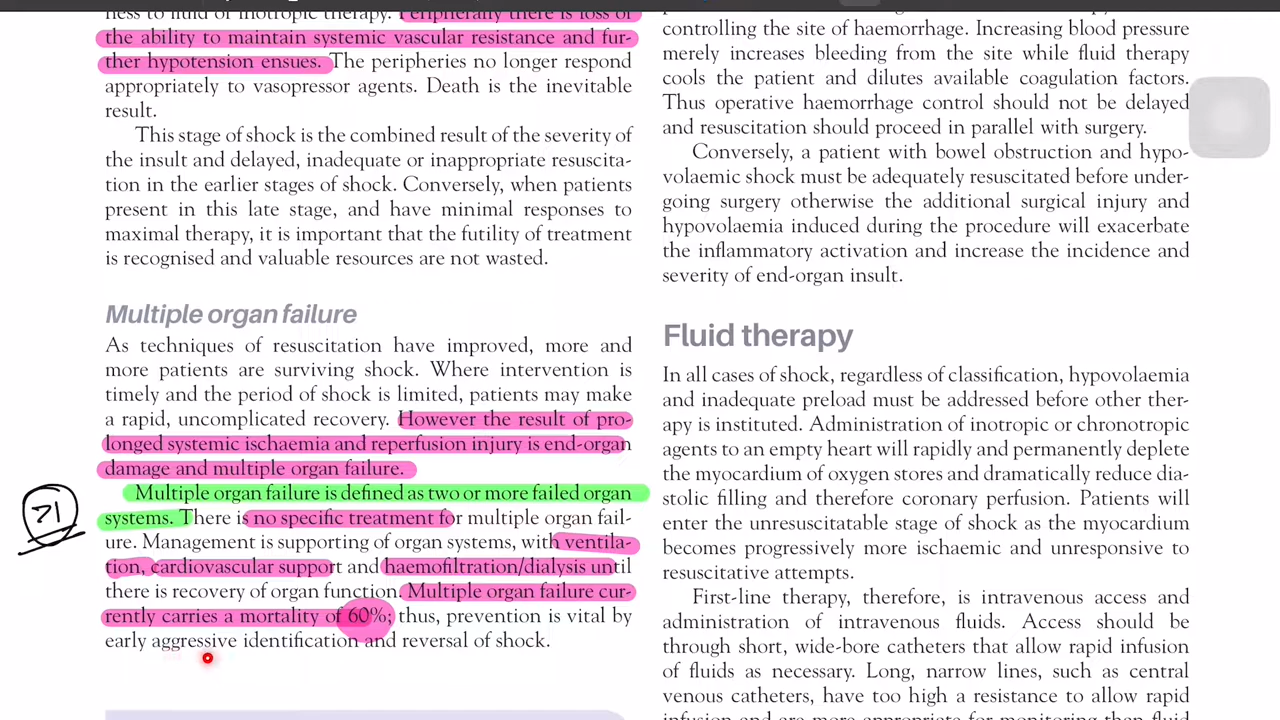 ness to fluid or inotropic therapy. Peripherally there is loss of
the ability to maintain systemic vascular resistance and fur-
ther hypotension ensues. The peripheries no longer respond
appropriately to vasopressor agents. Death is the inevitable
result.
This stage of shock is the combined result of the severity of
the insult and delayed, inadequate or inappropriate resuscita-
tion in the earlier stages of shock. Conversely, when patients
present in this late stage, and have minimal responses to
maximal therapy, it is important that the futility of treatment
is recognised and valuable resources are not wasted.
Multiple organ failure
As techniques of resuscitation have improved, more and
more patients are surviving shock. Where intervention is
timely and the period of shock is limited, patients may make
a rapid, uncomplicated recovery. However the result of pro-
longed systemic ischaemia and reperfusion injury is end-organ
damage and multiple organ failure.
Multiple organ failure is defined as two or more failed organ
systems. There is no specific treatment for multiple organ fail-
ure. Management is supporting of organ systems, with ventila-
tion, cardiovascular support and haemofiltration/dialysis until
there is recovery of organ function. Multiple organ failure cur-
rently carries a mortality of 60%; thus, prevention is vital by
early aggressive identification and reversal of shock.
>1
controlling the site of haemorrhage. Increasing blood pressure
merely increases bleeding from the site while fluid therapy
cools the patient and dilutes available coagulation factors.
Thus operative haemorrhage control should not be delayed
and resuscitation should proceed in parallel with surgery.
Conversely, a patient with bowel obstruction and hypo-
volaemic shock must be adequately resuscitated before under-
going surgery otherwise the additional surgical injury and
hypovolaemia induced during the procedure will exacerbate
the inflammatory activation and increase the incidence and
severity of end-organ insult.
Fluid therapy
In all cases of shock, regardless of classification, hypovolaemia
and inadequate preload must be addressed before other ther-
apy is instituted. Administration of inotropic or chronotropic
agents to an empty heart will rapidly and permanently deplete
the myocardium of oxygen stores and dramatically reduce dia-
stolic filling and therefore coronary perfusion. Patients will
enter the unresuscitatable stage of shock as the myocardium
becomes progressively more ischaemic and unresponsive to
resuscitative attempts.
First-line therapy, therefore, is intravenous access and
administration of intravenous fluids. Access should be
through short, wide-bore catheters that allow rapid infusion
of fluids as necessary. Long, narrow lines, such as central
venous catheters, have too high a resistance to allow rapid
infusion and are more appropriate for monitoring than fluid